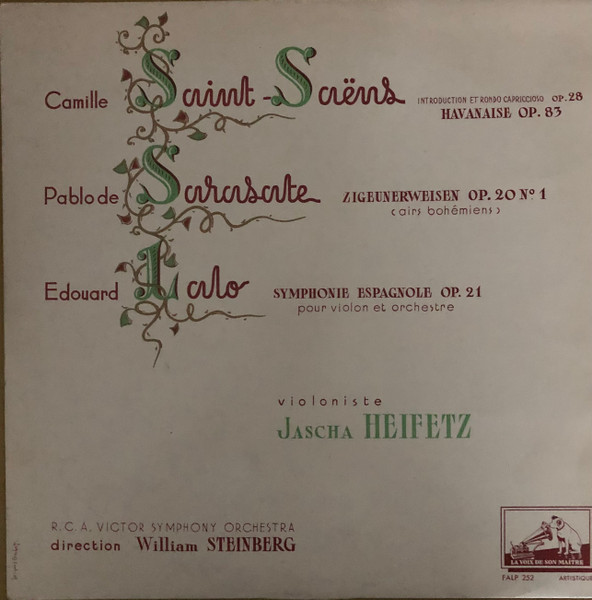 Camille Saint-Saëns INTRODUCTION ET RONDO CAPRICCIOSO OP.28
HAVANAISE OP. 83
Pablo de Sarasate ZIGEUNERWEISEN OP. 20 Nº 1
(airs bohêmiens)
Edouard Lalo SYMPHONIE ESPAGNOLE OP. 21
pour violon et orchestre
violoniste
JASCHA HEIFETZ
R.C.A. VICTOR SYMPHONY ORCHESTRA
direction William STEINBERG
LA VOIX DE SON MAITRE
FALP 252 ARTISTIQUE